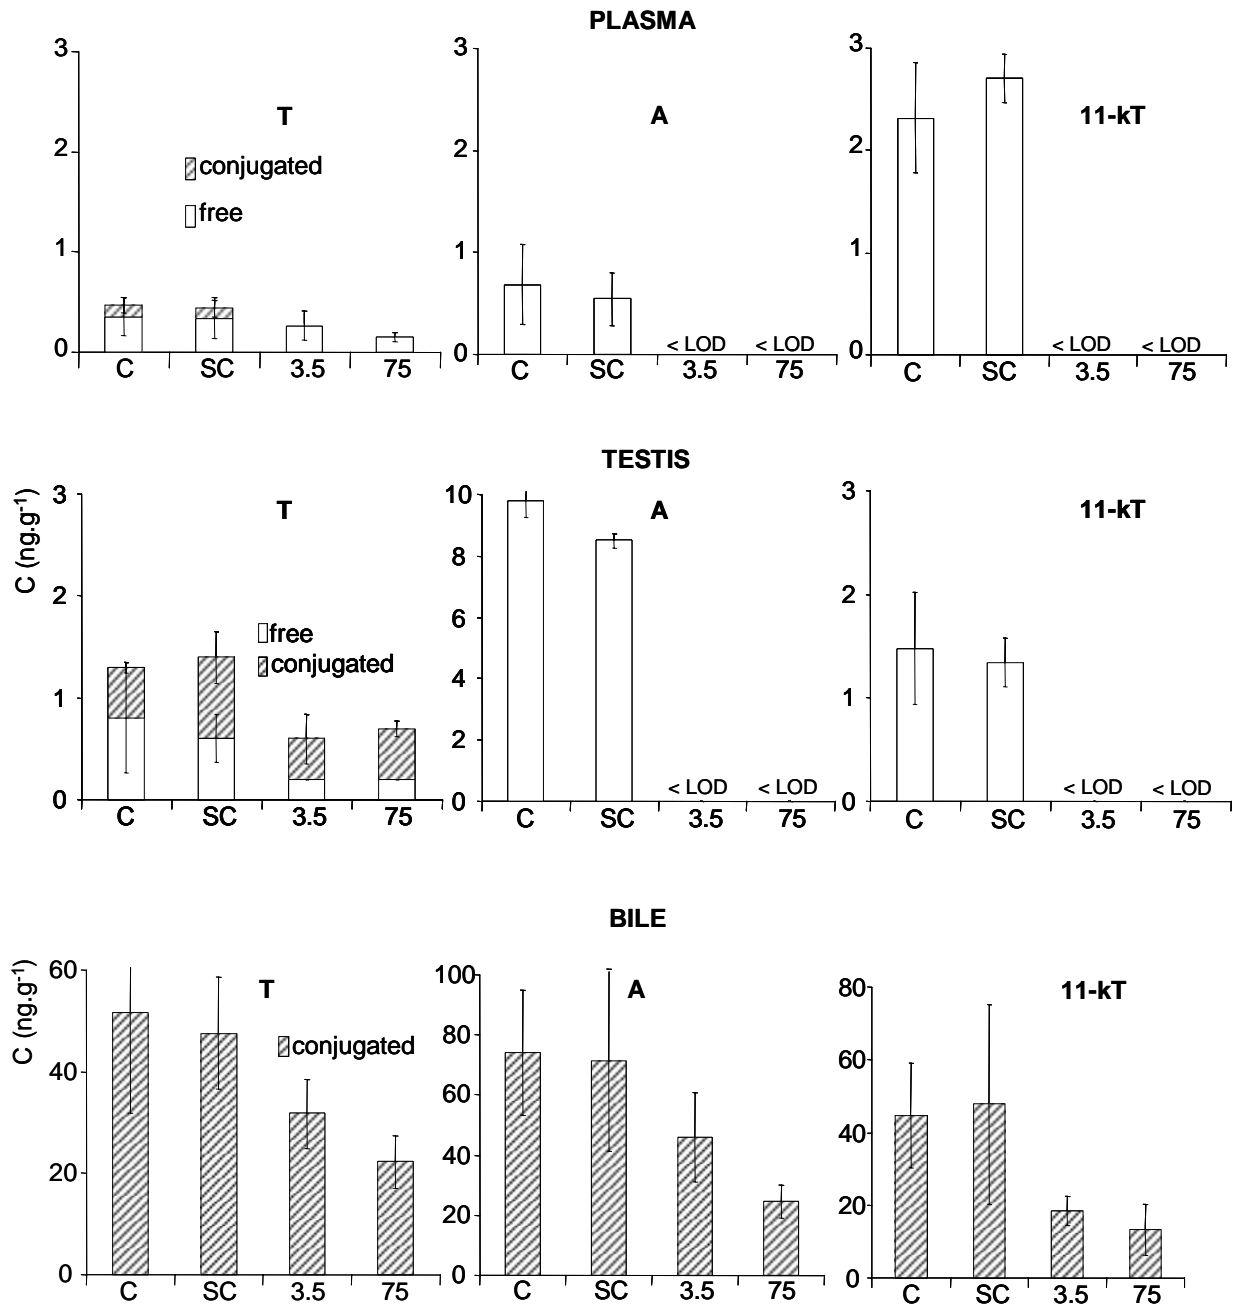 PLASMA
3
2
1
0
T
conjugated
free
C SC 3.5 75
3
2
1
0
A
< LOD < LOD
C SC 3.5 75
3
2
1
0
11-kT
< LOD < LOD
C SC 3.5 75
TESTIS
C (ng.g-1)
3
2
1
0
T
free
conjugated
C SC 3.5 75
10
8
6
4
2
0
A
< LOD < LOD
C SC 3.5 75
3
2
1
0
11-kT
< LOD < LOD
C SC 3.5 75
BILE
C (ng.g-1)
60
40
20
0
T
conjugated
C SC 3.5 75
100
80
60
40
20
0
A
C SC 3.5 75
80
60
40
20
0
11-kT
C SC 3.5 75